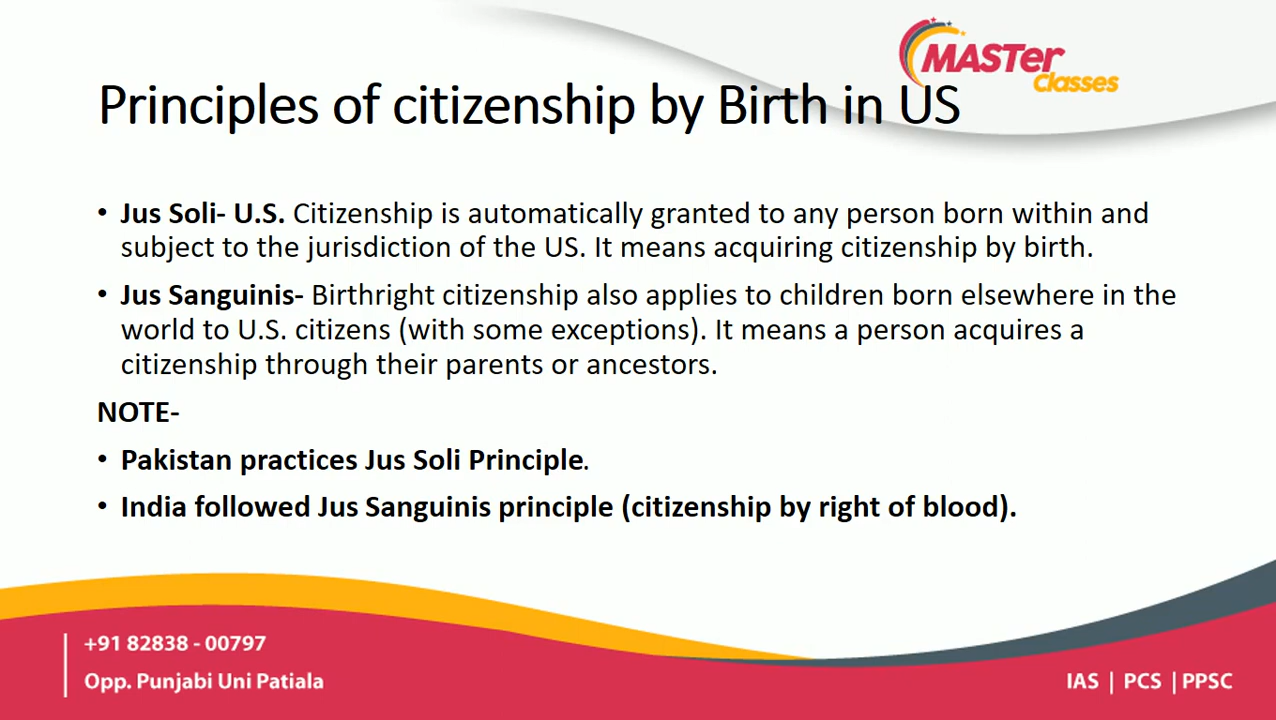 MASTer
Classes
Principles of citizenship by Birth in US
• Jus Soli- U.S. Citizenship is automatically granted to any person born within and
subject to the jurisdiction of the US. It means acquiring citizenship by birth.
• Jus Sanguinis- Birthright citizenship also applies to children born elsewhere in the
world to U.S. citizens (with some exceptions). It means a person acquires a
citizenship through their parents or ancestors.
NOTE-
• Pakistan practices Jus Soli Principle.
• India followed Jus Sanguinis principle (citizenship by right of blood).
+91 82838 - 00797
Opp. Punjabi Uni Patiala
IAS | PCS | PPSC